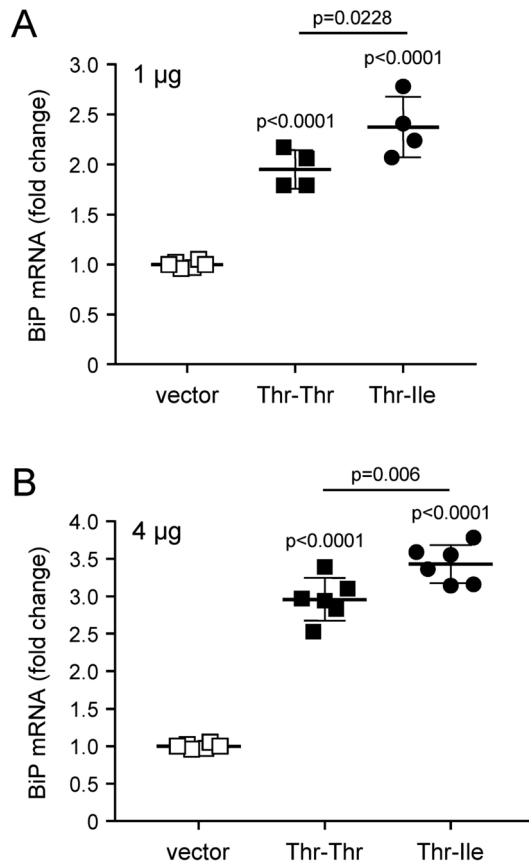 A
p=0.0228
p<0.0001
1 µg
p<0.0001
BiP mRNA (fold change)
3.0
2.5
2.0
1.5
1.0
0.5
0
vector Thr-Thr Thr-Ile
B
p=0.006
4 µg
p<0.0001
p<0.0001
BiP mRNA (fold change)
4.0
3.5
3.0
2.5
2.0
1.5
1.0
0.5
0
vector Thr-Thr Thr-Ile